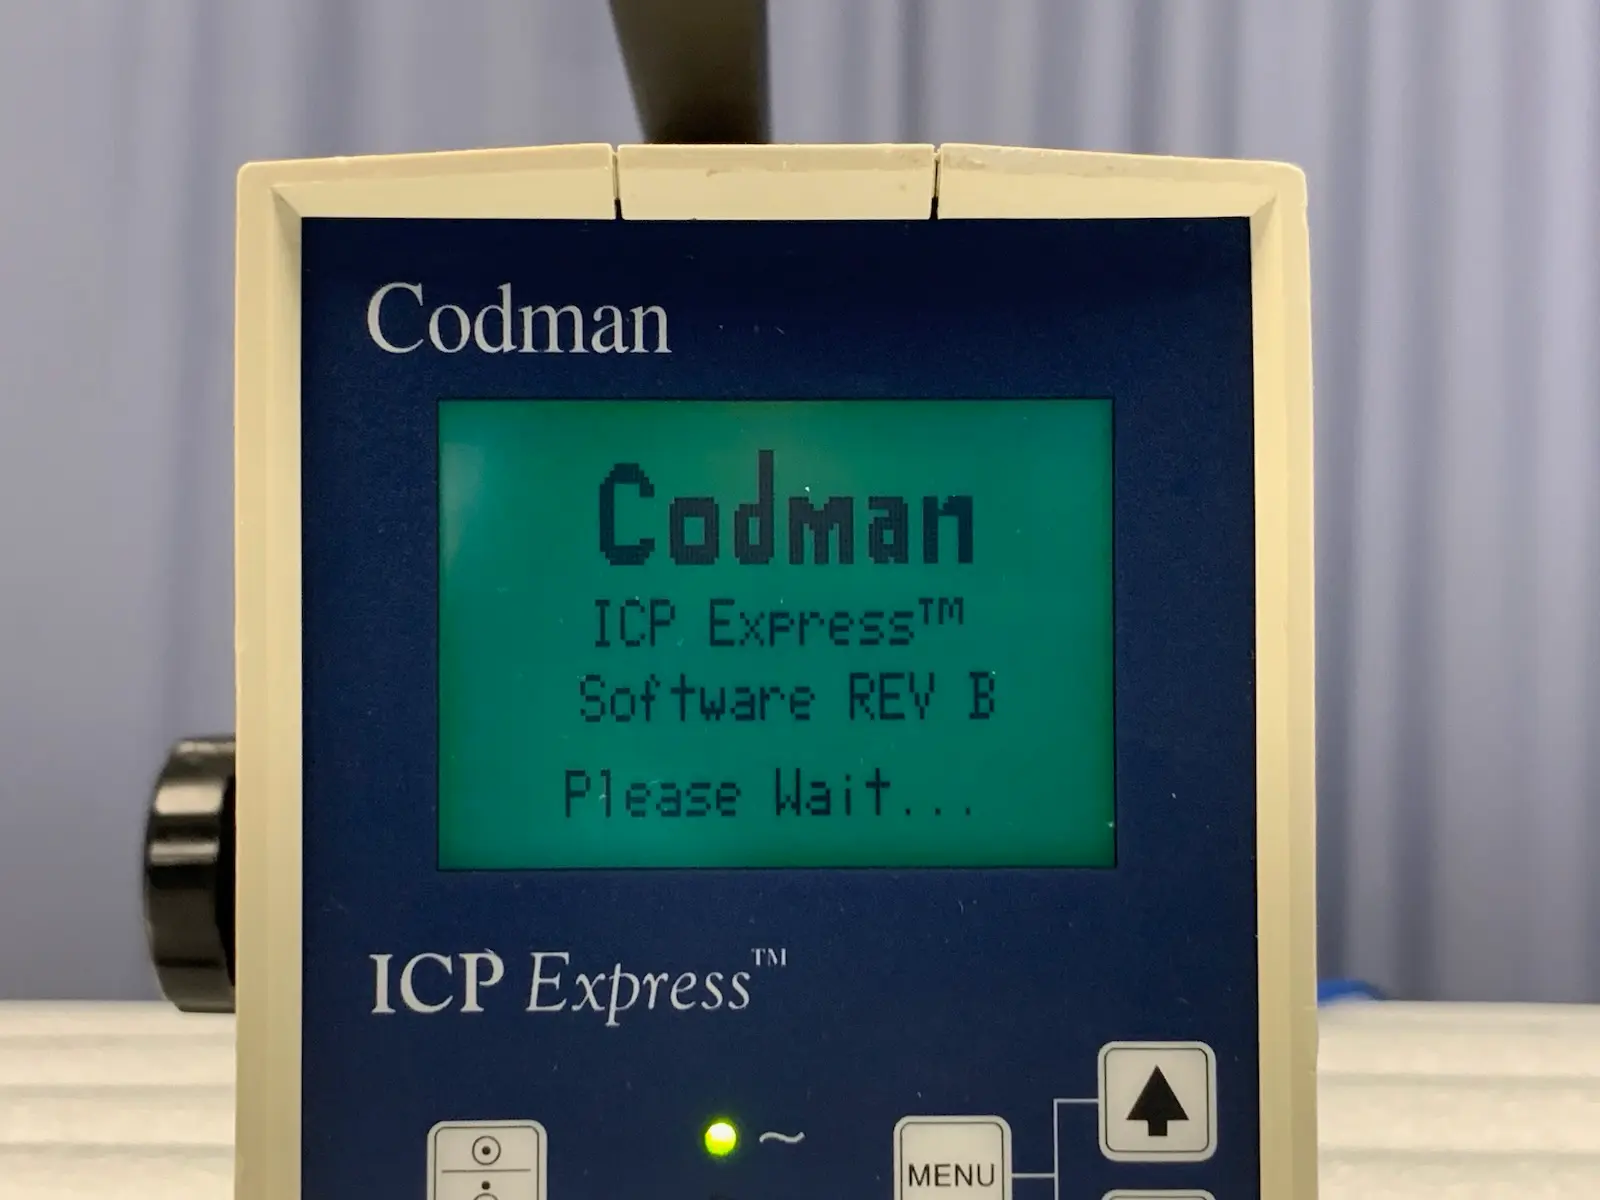 Codman
Codman
ICP Express™
Software REV B
Please Wait...
ICP Express™
~
MENU